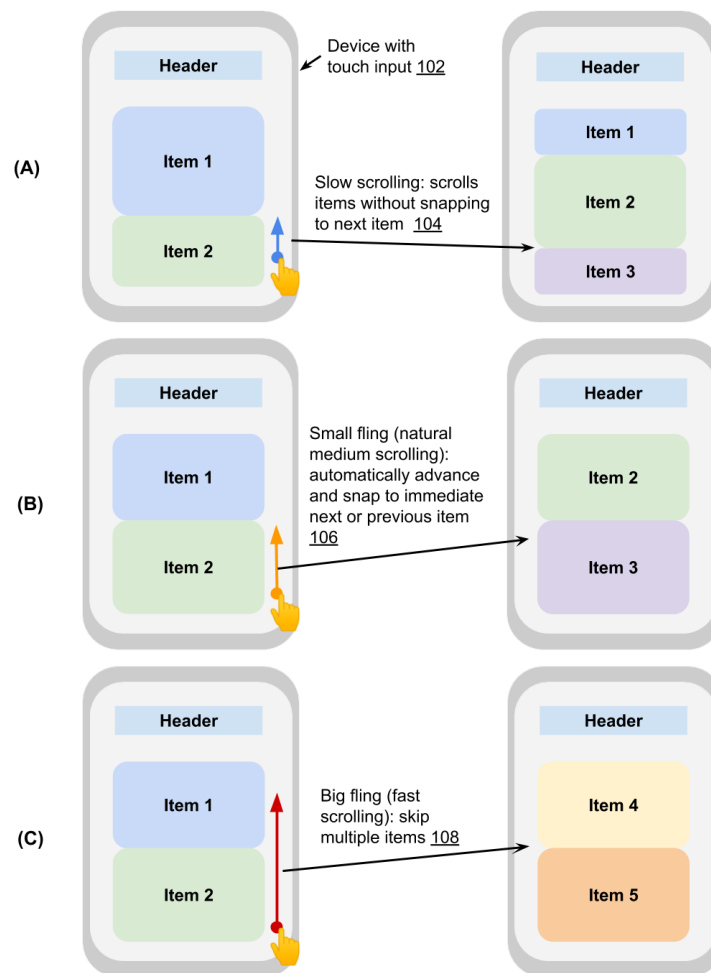 Header
Device with
touch input 102
Header
Item 1
Item 1
(A)
Slow scrolling: scrolls
items without snapping
to next item 104
Item 2
Item 2
Item 3
Header
Header
Small fling (natural
medium scrolling):
automatically advance
and snap to immediate
next or previous item
106
Item 1
Item 2
(B)
Item 2
Item 3
Header
Header
Item 1
Big fling (fast
scrolling): skip
multiple items 108
Item 4
(C)
Item 2
Item 5